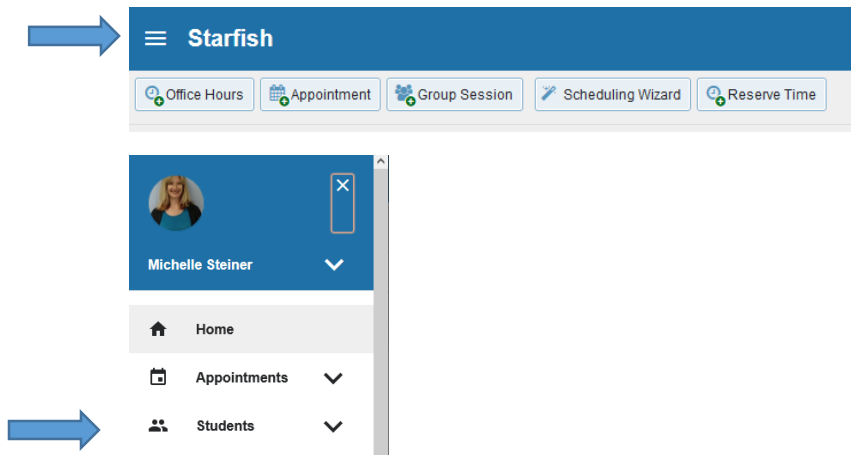 Starfish
Office Hours Appointment Group Session Scheduling Wizard Reserve Time
Michelle Steiner
Home
Appointments
Students